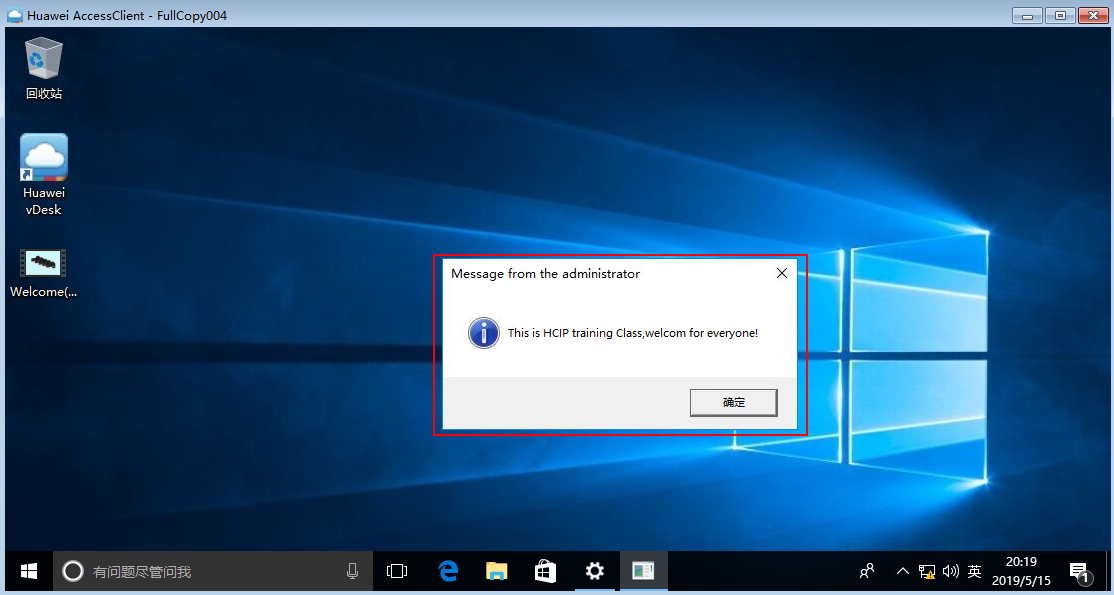 Huawei AccessClient - FullCopy004
回收站
Huawei
vDesk
Welcome(...
Message from the administrator
This is HCIP training Class,welcom for everyone!
确定
有问题尽管问我
英
20:19
2019/5/15
1